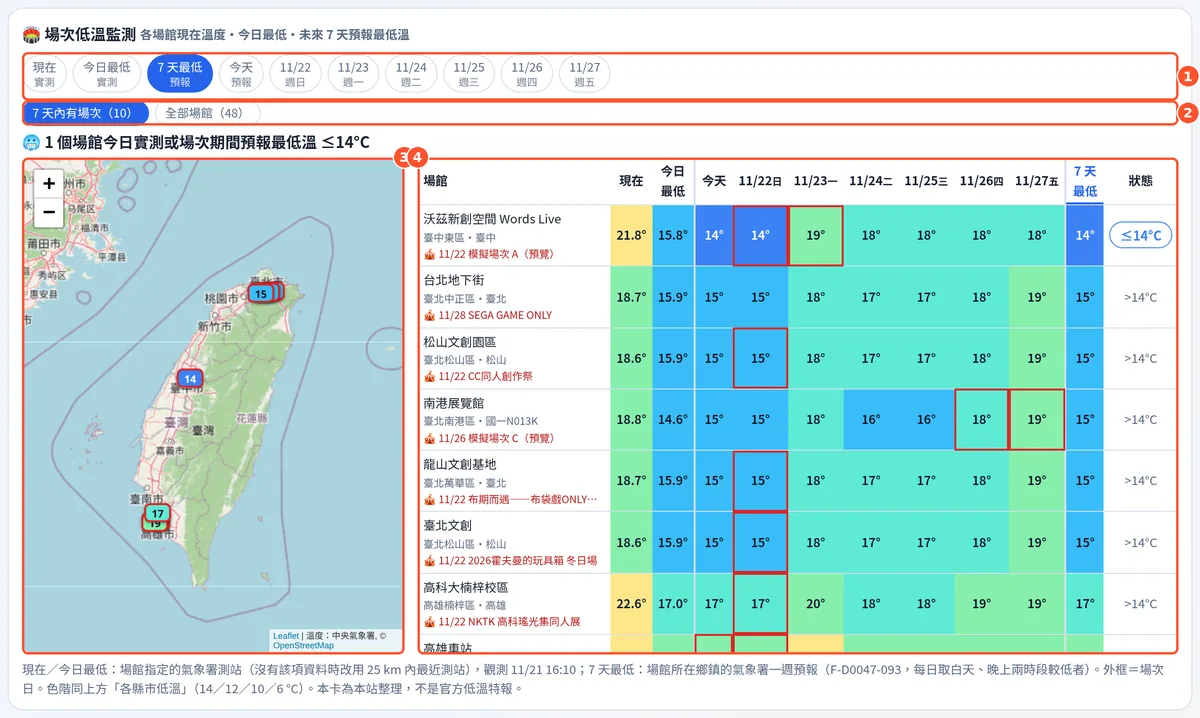 場次低溫監測 各場館現在溫度・今日最低・未來 7 天預報最低溫
現在 今日最低 7 天最低 今天 11/22 11/23 11/24 11/25 11/26 11/27
實測 實測 預報 預報 週日 週一 週二 週三 週四 週五
1
7 天內有場次（10） 全部場館（48）
2
1 個場館今日實測或場次期間預報最低溫 ≤14°C
3 4
+
−
州市
馬尾區
福清市
莆田市
平潭縣
秀屿区
惠安县
臺北市
15
桃園市
新竹市
14
臺中市
花蓮縣
臺灣
臺灣
嘉義市
臺南市
17
19
高雄市
Leaflet | 溫度：中央氣象署, ©
OpenStreetMap
場館 現在 今日最低 今天 11/22日 11/23一 11/24二 11/25三 11/26四 11/27五 7 天最低 狀態
沃茲新創空間 Words Live
臺中東區・臺中
11/22 模擬場次 A（預覽）
21.8° 15.8° 14° 14° 19° 18° 18° 18° 18° 14° ≤14°C
台北地下街
臺北中正區・臺北
11/28 SEGA GAME ONLY
18.7° 15.9° 15° 15° 18° 17° 17° 18° 19° 15° >14°C
松山文創園區
臺北松山區・松山
11/22 CC同人創作祭
18.6° 15.9° 15° 15° 18° 17° 17° 18° 19° 15° >14°C
南港展覽館
臺北南港區・國一N013K
11/26 模擬場次 C（預覽）
18.8° 14.6° 15° 15° 18° 16° 16° 18° 19° 15° >14°C
龍山文創基地
臺北萬華區・臺北
11/22 布期而遇——布袋戲ONLY…
18.7° 15.9° 15° 15° 18° 17° 17° 18° 19° 15° >14°C
臺北文創
臺北松山區・松山
11/22 2026霍夫曼的玩具箱 冬日場
18.6° 15.9° 15° 15° 18° 17° 17° 18° 19° 15° >14°C
高科大楠梓校區
高雄楠梓區・高雄
11/22 NKTK 高科瑤光集同人展
22.6° 17.0° 17° 17° 20° 18° 18° 19° 19° 17° >14°C
高雄車站
現在／今日最低：場館指定的氣象署測站（沒有該項資料時改用 25 km 內最近測站），觀測 11/21 16:10；7 天最低：場館所在鄉鎮的氣象署一週預報（F-D0047-093，每日取白天、晚上兩時段較低者）。外框＝場次
日。色階同上方「各縣市低溫」（14／12／10／6 °C）。本卡為本站整理，不是官方低溫特報。